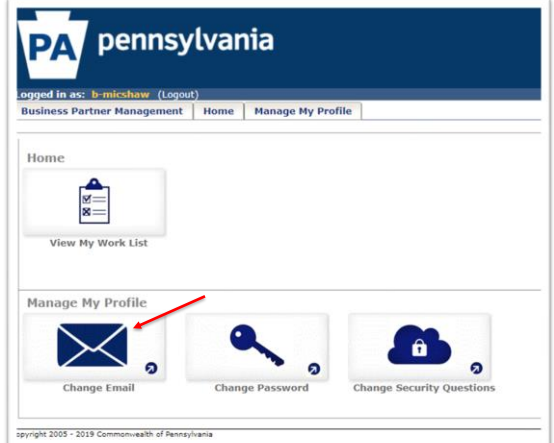 PA pennsylvania
Logged in as: b-micshaw (Logout)
Business Partner Management Home Manage My Profile
Home
View My Work List
Manage My Profile
Change Email Change Password Change Security Questions
opyright 2005 - 2019 Commonwealth of Pennsylvania